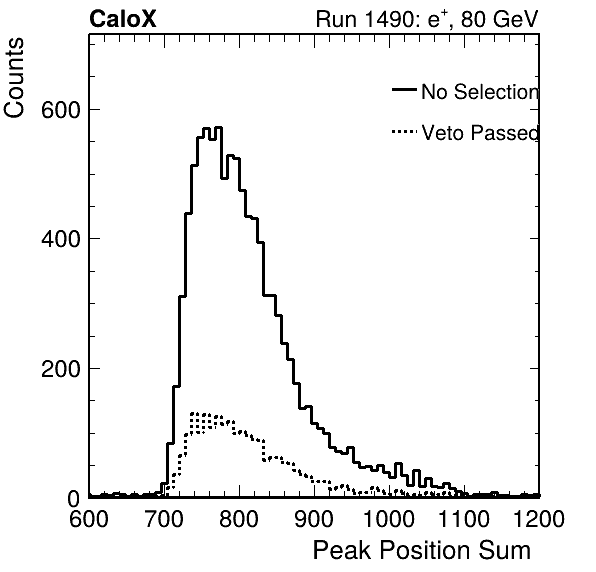 CaloX Run 1490: e⁺, 80 GeV
Counts
No Selection
Veto Passed
600
400
200
0
600 700 800 900 1000 1100 1200
Peak Position Sum